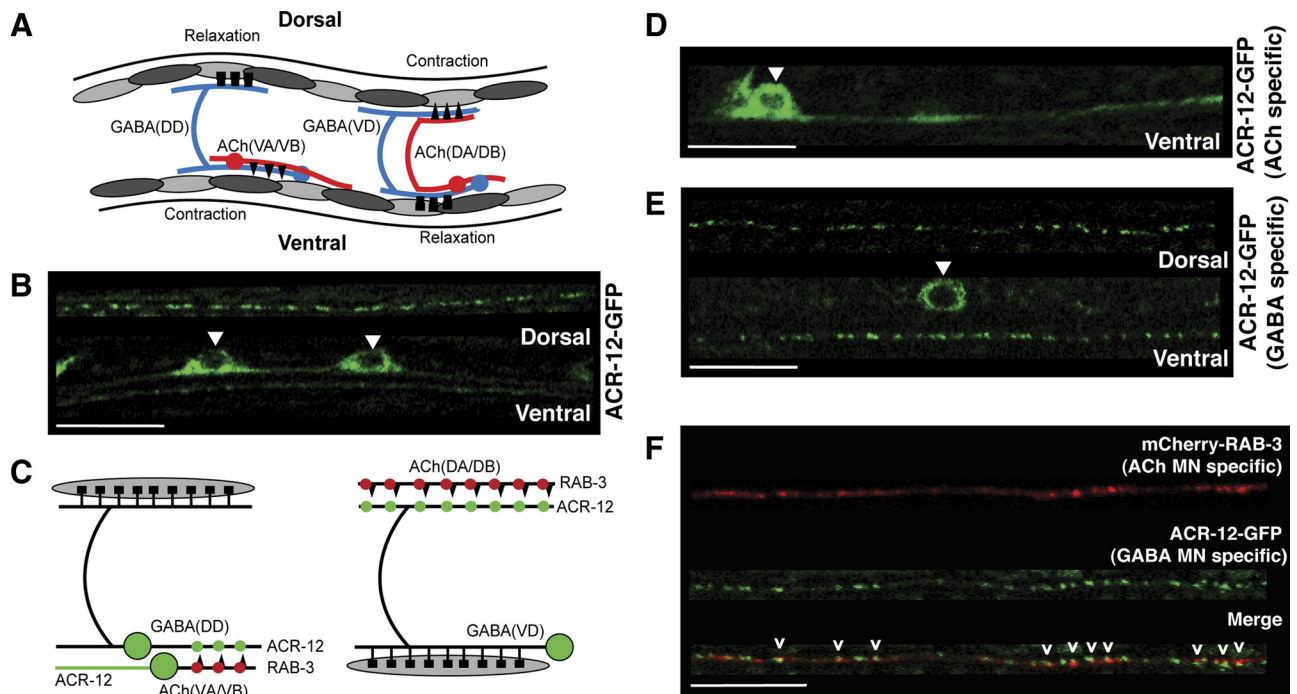 A
Dorsal
Relaxation
Contraction
GABA(DD)
GABA(VD)
ACh(VA/VB)
ACh(DA/DB)
Contraction
Ventral
Relaxation
B
Dorsal
Ventral
ACR-12-GFP
C
ACh(DA/DB)
RAB-3
ACR-12
GABA(DD)
ACR-12
RAB-3
ACR-12
ACh(VA/VB)
GABA(VD)
D
Ventral
ACR-12-GFP
(ACh specific)
E
Dorsal
Ventral
ACR-12-GFP
(GABA specific)
F
mCherry-RAB-3
(ACh MN specific)
ACR-12-GFP
(GABA MN specific)
Merge
v v v v v v v v v v